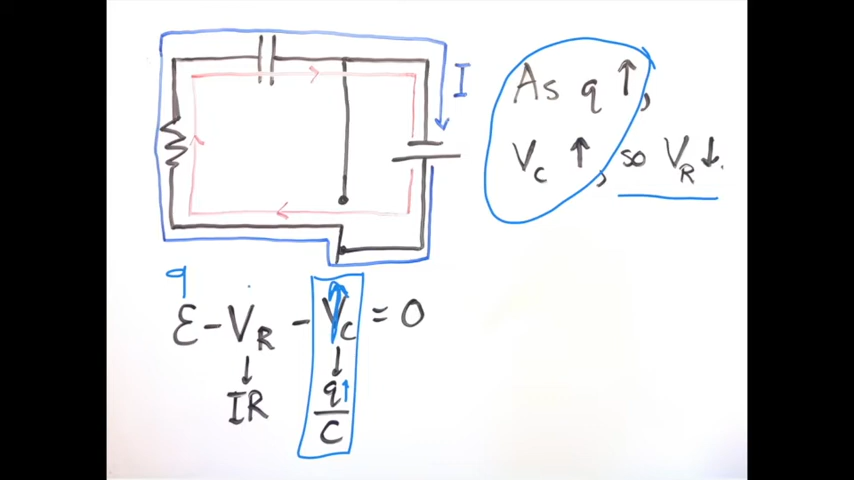 I
As q ↑,
V_C ↑, so V_R ↓.
q
ε - V_R - V_C = 0
↓ ↓
IR q↑/C